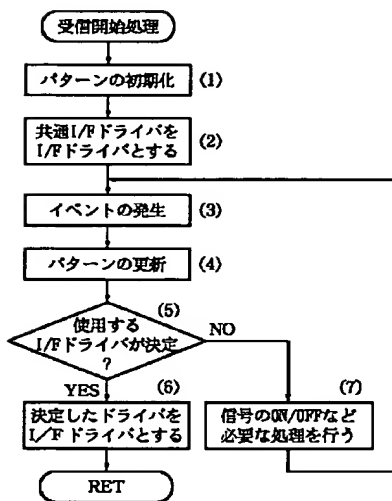 受信開始処理
パターンの初期化
(1)
共通I/Fドライバを
I/Fドライバとする
(2)
イベントの発生
(3)
パターンの更新
(4)
(5)
使用する
I/Fドライバが決定
?
NO
YES
(6)
(7)
決定したドライバを
I/Fドライバとする
信号のON/OFFなど
必要な処理を行う
RET